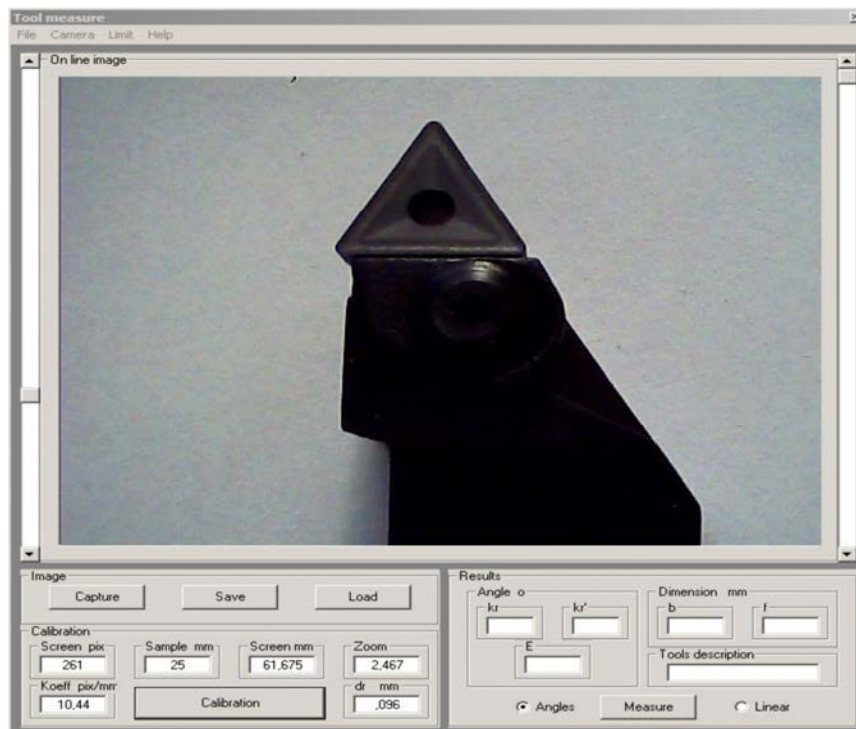 Tool measure
File Camera Limit Help
On line image
Image
Capture Save Load
Calibration
Screen pix Sample mm Screen mm Zoom
261 25 61,675 2,467
Koeff pix/mm
10,44
Calibration
dr mm
,096
Results
Angle o
kr kr'
E
Dimension mm
b f
Tools description
Angles Measure Linear